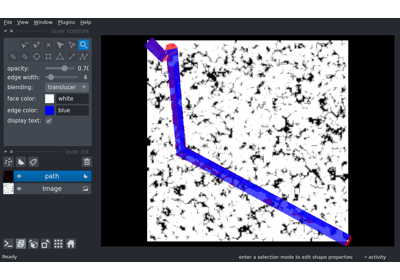 File View Window Plugins Help
layer controls
opacity: 0.70
edge width: 4
blending: translucen
face color: white
edge color: blue
display text:
layer list
path
Image
Ready enter a selection mode to edit shape properties activity